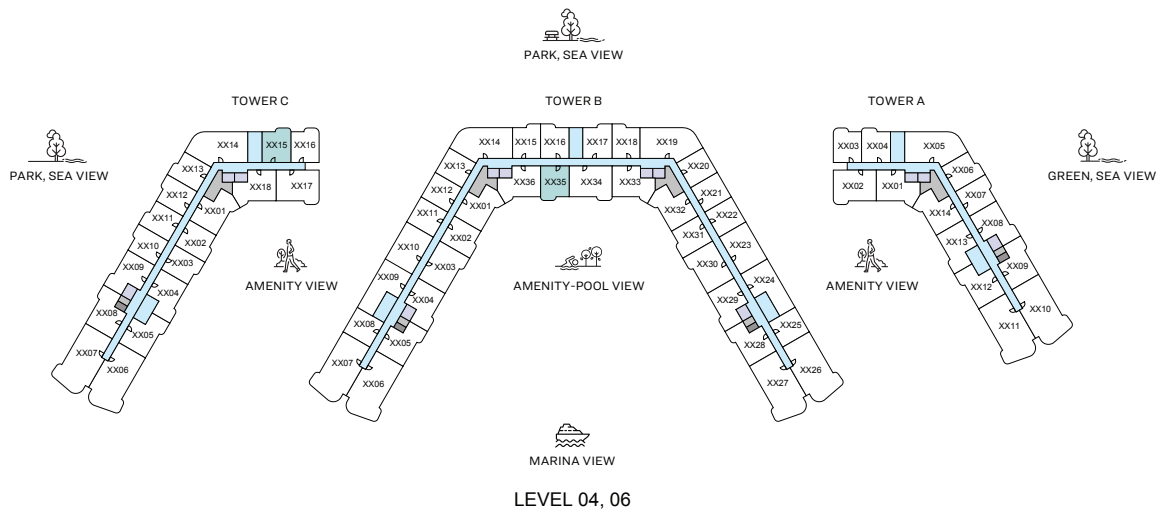 PARK, SEA VIEW
TOWER C
TOWER B
TOWER A
PARK, SEA VIEW
GREEN, SEA VIEW
XX14
XX15
XX16
XX13
XX18
XX17
XX12
XX01
XX11
XX02
XX10
XX03
XX09
XX04
XX08
XX05
XX07
XX06
XX14
XX15
XX16
XX17
XX18
XX19
XX13
XX36
XX35
XX34
XX33
XX20
XX12
XX01
XX32
XX21
XX11
XX02
XX31
XX22
XX10
XX03
XX30
XX23
XX09
XX04
XX29
XX24
XX08
XX05
XX28
XX25
XX07
XX06
XX27
XX26
XX03
XX04
XX05
XX02
XX01
XX06
XX14
XX07
XX13
XX08
XX12
XX09
XX11
XX10
AMENITY VIEW
AMENITY-POOL VIEW
AMENITY VIEW
MARINA VIEW
LEVEL 04, 06